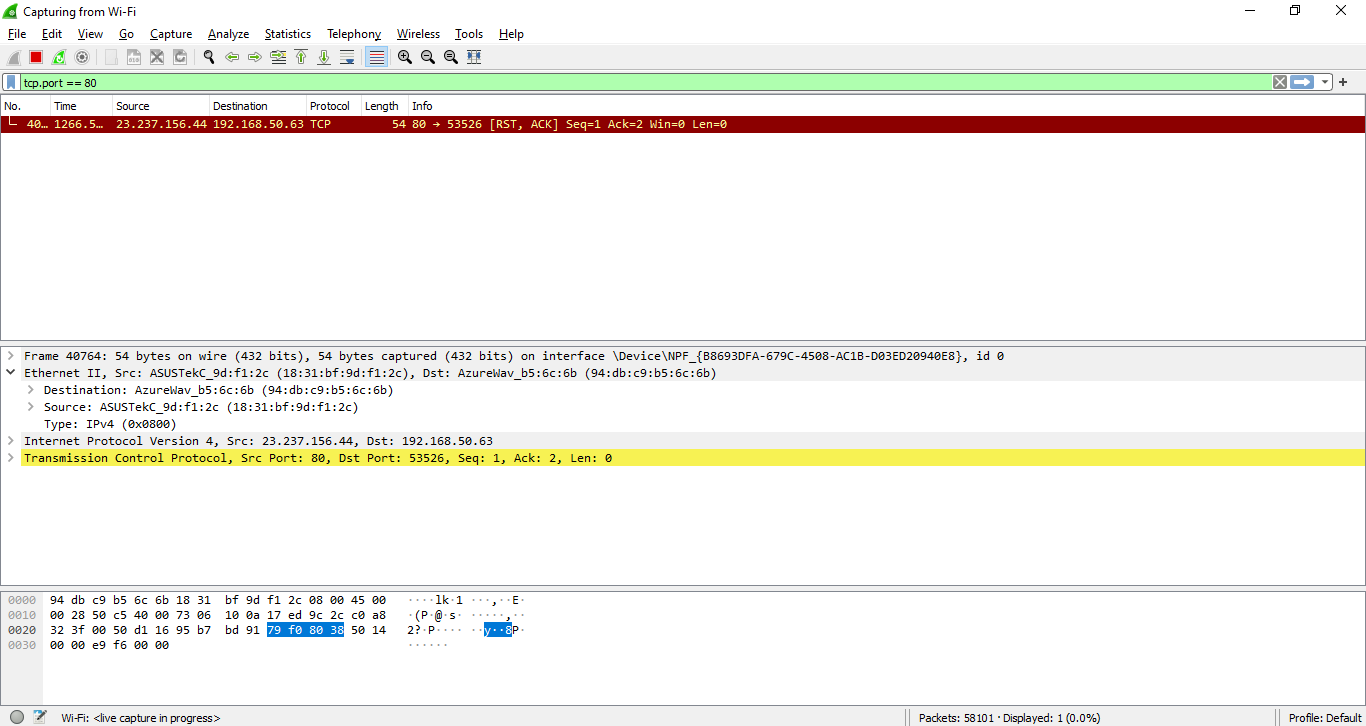 Capturing from Wi-Fi
File Edit View Go Capture Analyze Statistics Telephony Wireless Tools Help
tcp.port == 80
No. Time Source Destination Protocol Length Info
40… 1266.5… 23.237.156.44 192.168.50.63 TCP 54 80 → 53526 [RST, ACK] Seq=1 Ack=2 Win=0 Len=0
Frame 40764: 54 bytes on wire (432 bits), 54 bytes captured (432 bits) on interface \Device\NPF_{B8693DFA-679C-4508-AC1B-D03ED20940E8}, id 0
Ethernet II, Src: ASUSTekC_9d:f1:2c (18:31:bf:9d:f1:2c), Dst: AzureWav_b5:6c:6b (94:db:c9:b5:6c:6b)
Destination: AzureWav_b5:6c:6b (94:db:c9:b5:6c:6b)
Source: ASUSTekC_9d:f1:2c (18:31:bf:9d:f1:2c)
Type: IPv4 (0x0800)
Internet Protocol Version 4, Src: 23.237.156.44, Dst: 192.168.50.63
Transmission Control Protocol, Src Port: 80, Dst Port: 53526, Seq: 1, Ack: 2, Len: 0
0000 94 db c9 b5 6c 6b 18 31 bf 9d f1 2c 08 00 45 00 ····lk·1 ···,··E·
0010 00 28 50 c5 40 00 73 06 10 0a 17 ed 9c 2c c0 a8 ·(P·@·s· ·····,··
0020 32 3f 00 50 d1 16 95 b7 bd 91 79 f0 80 38 50 14 2?·P···· ··y··8P·
0030 00 00 e9 f6 00 00 ······
Wi-Fi: <live capture in progress> Packets: 58101 · Displayed: 1 (0.0%) Profile: Default